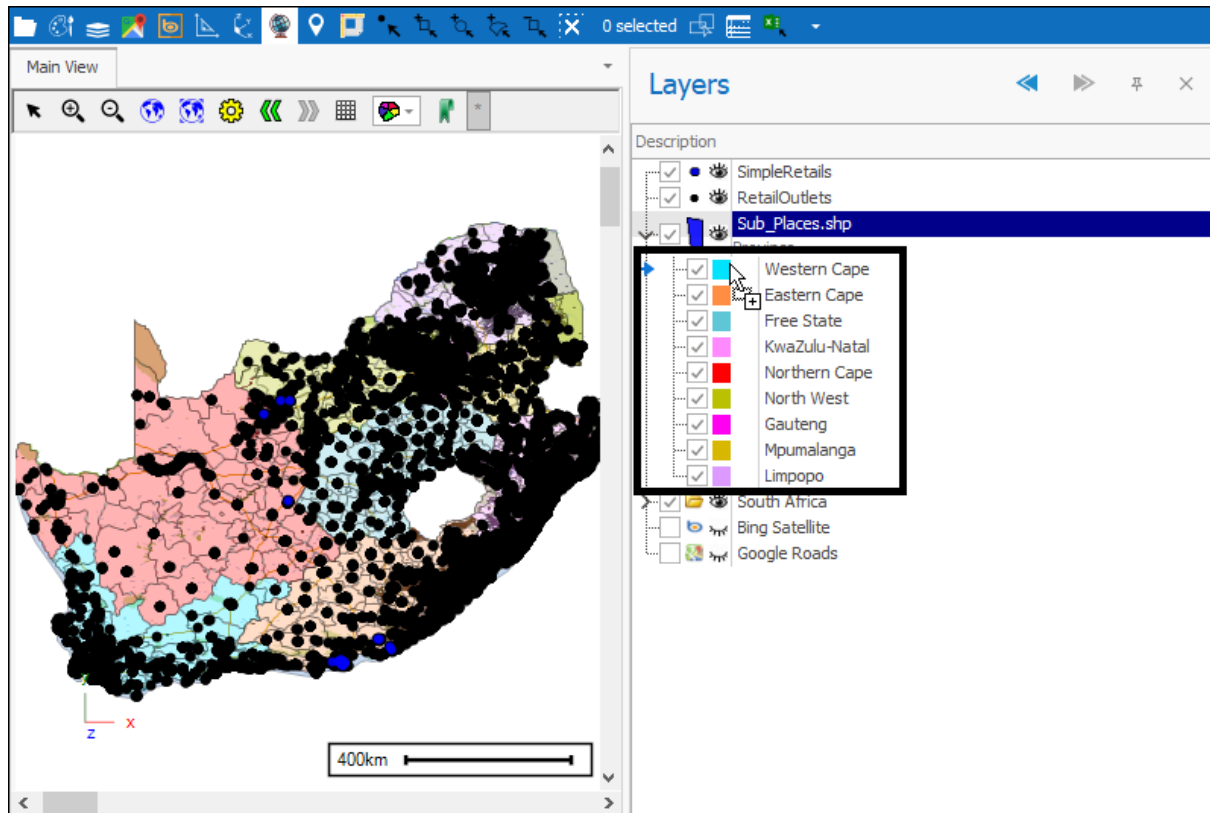 0 selected
Main View
Layers
Description
SimpleRetails
RetailOutlets
Sub_Places.shp
Province
Western Cape
Eastern Cape
Free State
KwaZulu-Natal
Northern Cape
North West
Gauteng
Mpumalanga
Limpopo
South Africa
Bing Satellite
Google Roads
y
x
z
400km